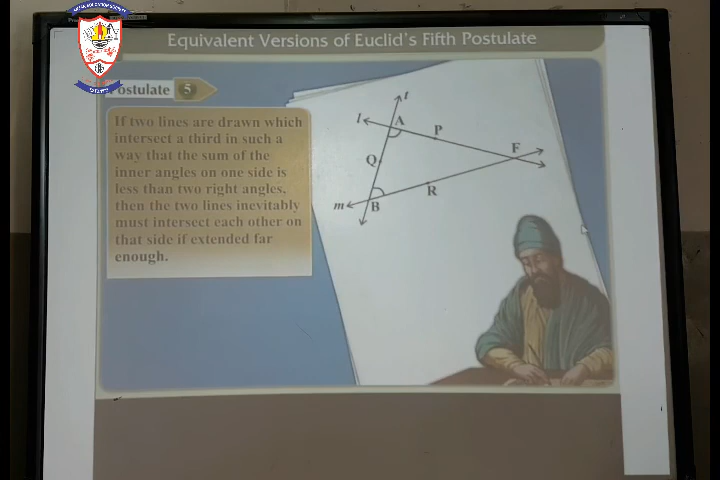 Equivalent Versions of Euclid's Fifth Postulate
ostulate 5
If two lines are drawn which
intersect a third in such a
way that the sum of the
inner angles on one side is
less than two right angles,
then the two lines inevitably
must intersect each other on
that side if extended far
enough.
t
l
A
P
F
Q
R
m
B